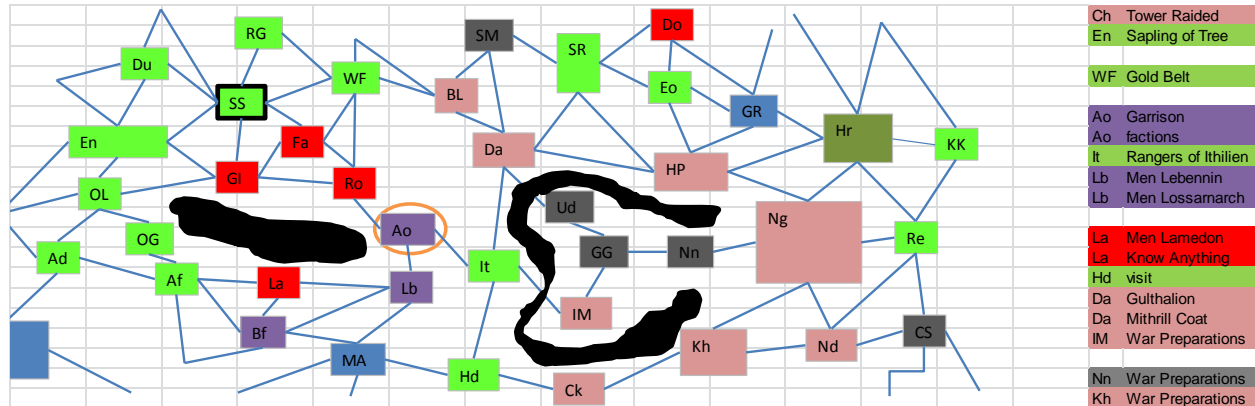 RG
SM
Do
SR
Du
WF
Eo
BL
SS
GR
En
Fa
Da
Hr
KK
HP
GI
Ro
OL
Ud
Ng
Ao
OG
GG
Nn
Re
Ad
It
Af
La
Lb
IM
Bf
MA
Kh
Nd
CS
Hd
Ck
Ch Tower Raided
En Sapling of Tree
WF Gold Belt
Ao Garrison
Ao factions
It Rangers of Ithilien
Lb Men Lebennin
Lb Men Lossarnarch
La Men Lamedon
La Know Anything
Hd visit
Da Gulthalion
Da Mithrill Coat
IM War Preparations
Nn War Preparations
Kh War Preparations